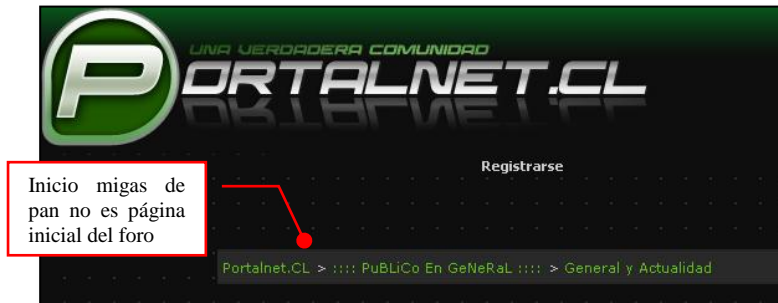 UNA VERDADERA COMUNIDAD
PORTALNET.CL
Registrarse
Inicio migas de
pan no es página
inicial del foro
Portalnet.CL > :::: PuBLiCo En GeNeRaL :::: > General y Actualidad